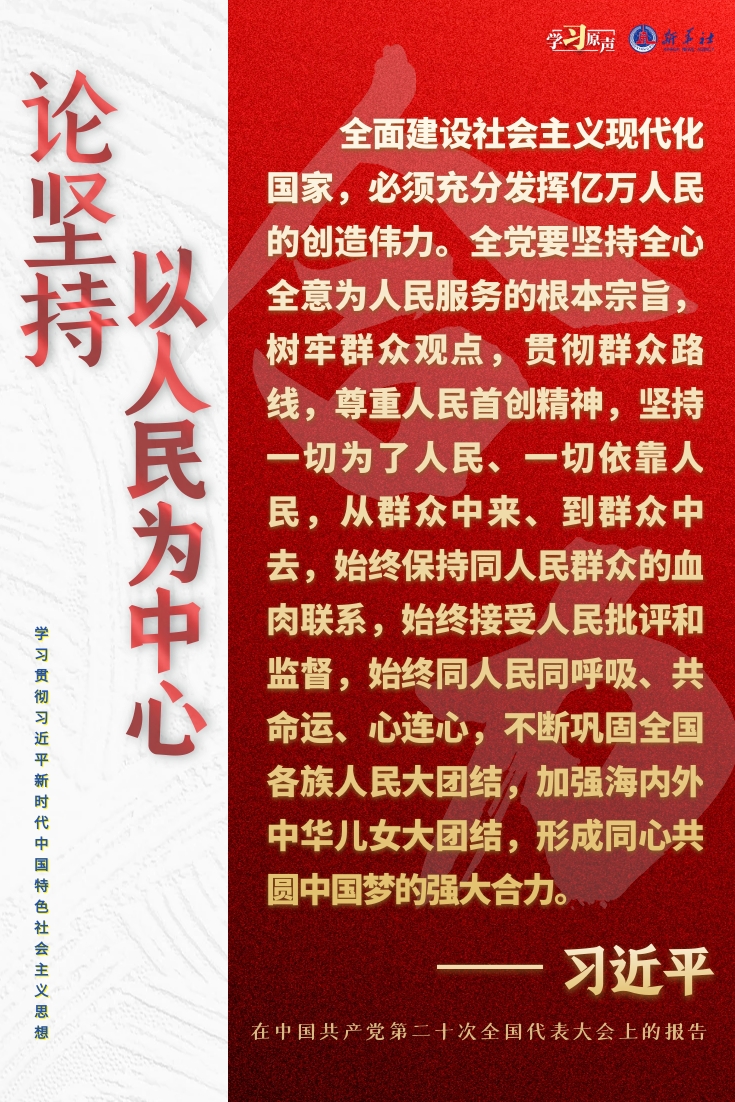 学习原声
新华社
论坚持
以人民为中心
学习贯彻习近平新时代中国特色社会主义思想
全面建设社会主义现代化
国家，必须充分发挥亿万人民
的创造伟力。全党要坚持全心
全意为人民服务的根本宗旨，
树牢群众观点，贯彻群众路
线，尊重人民首创精神，坚持
一切为了人民、一切依靠人
民，从群众中来、到群众中
去，始终保持同人民群众的血
肉联系，始终接受人民批评和
监督，始终同人民同呼吸、共
命运、心连心，不断巩固全国
各族人民大团结，加强海内外
中华儿女大团结，形成同心共
圆中国梦的强大合力。
—— 习近平
在中国共产党第二十次全国代表大会上的报告